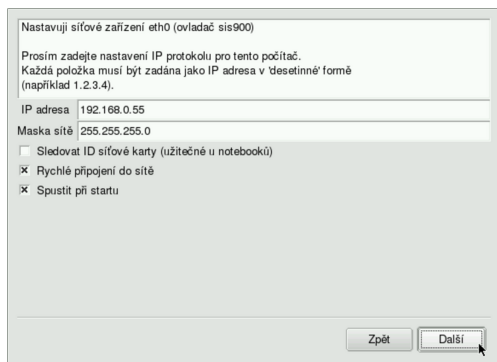 Nastavuji síťové zařízení eth0 (ovladač sis900)
Prosím zadejte nastavení IP protokolu pro tento počítač.
Každá položka musí být zadána jako IP adresa v 'desetinné' formě
(například 1.2.3.4).
IP adresa 192.168.0.55
Maska sítě 255.255.255.0
Sledovat ID síťové karty (užitečné u notebooků)
Rychlé připojení do sítě
Spustit při startu
Zpět Další